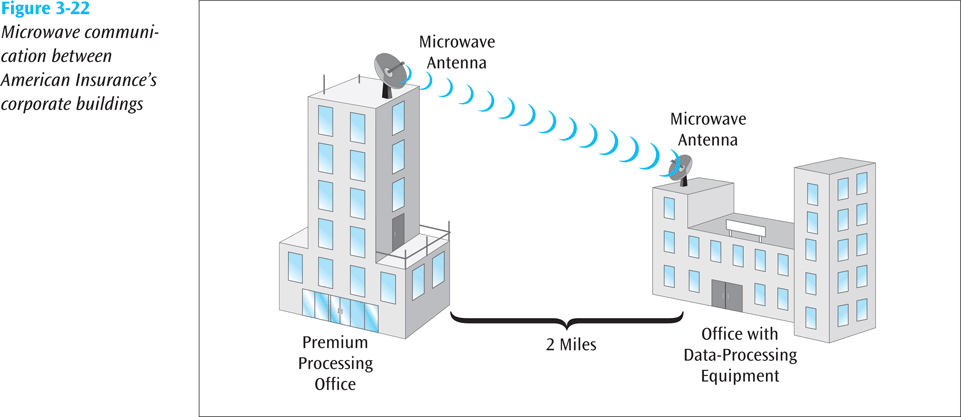 Figure 3-22
Microwave communi-
cation between
American Insurance’s
corporate buildings
Microwave
Antenna
Microwave
Antenna
Premium
Processing
Office
2 Miles
Office with
Data-Processing
Equipment